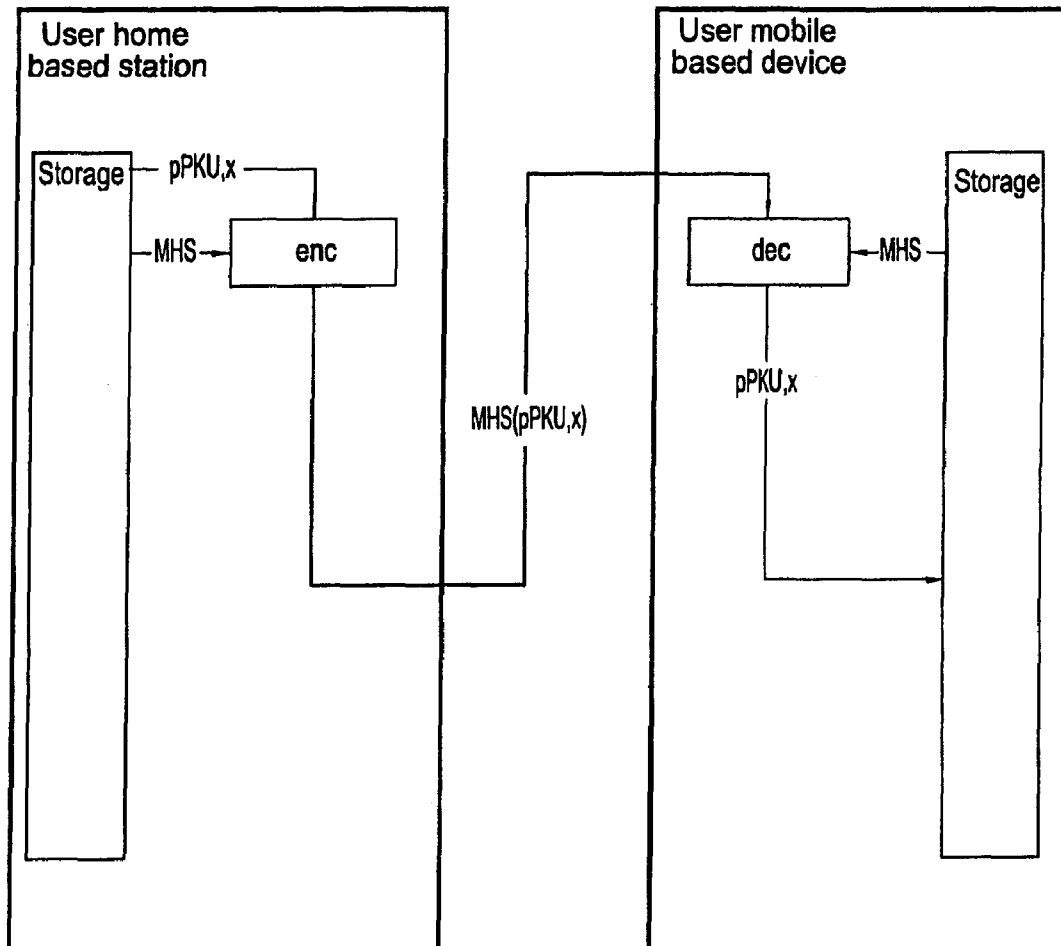 User home
based station
User mobile
based device
Storage
pPKU,x
MHS
enc
MHS(pPKU,x)
dec
MHS
Storage
pPKU,x